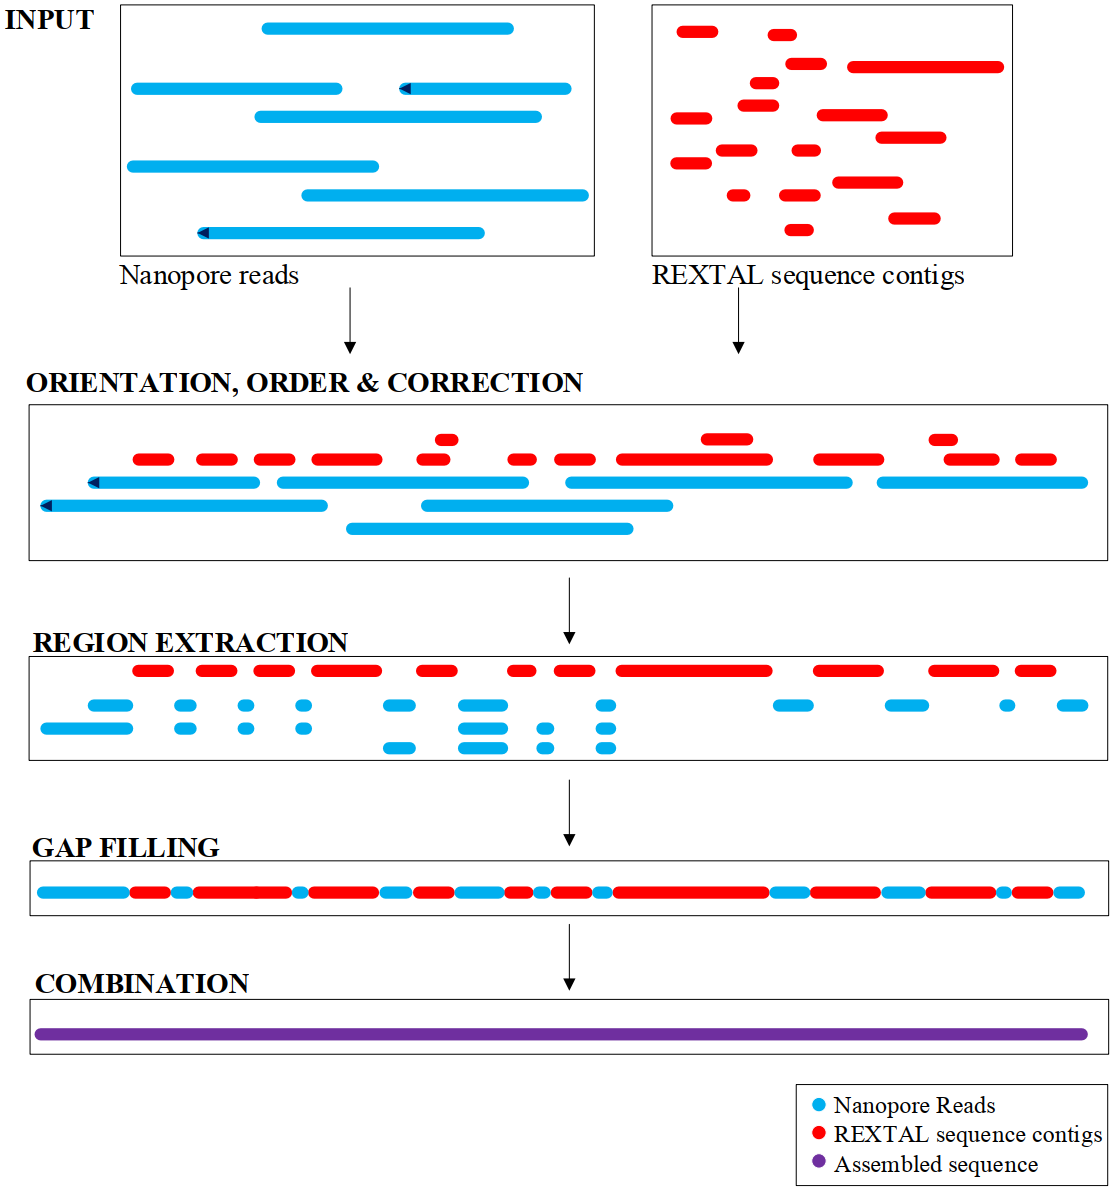 INPUT
Nanopore reads
REXTAL sequence contigs
ORIENTATION, ORDER & CORRECTION
REGION EXTRACTION
GAP FILLING
COMBINATION
Nanopore Reads
REXTAL sequence contigs
Assembled sequence